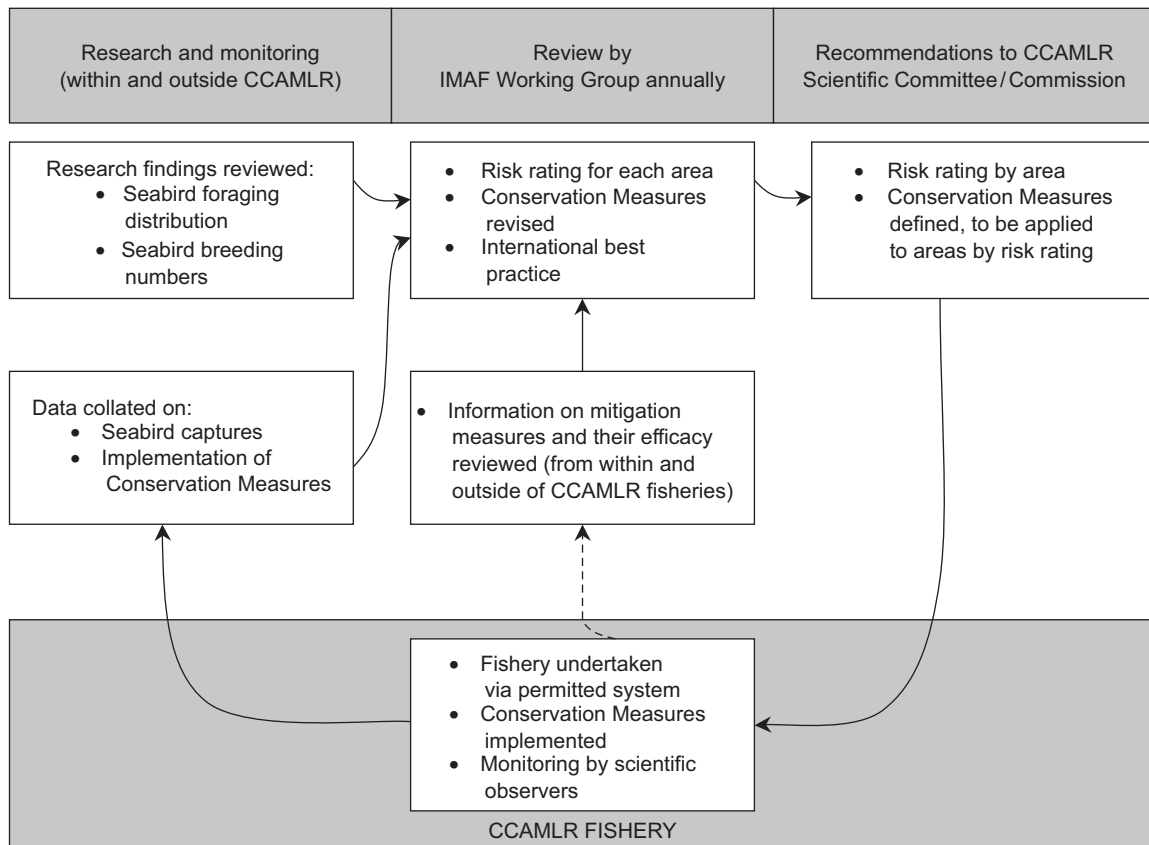 Research and monitoring
(within and outside CCAMLR)
Review by
IMAF Working Group annually
Recommendations to CCAMLR
Scientific Committee/Commission
Research findings reviewed:
• Seabird foraging
distribution
• Seabird breeding
numbers
• Risk rating for each area
• Conservation Measures
revised
• International best
practice
• Risk rating by area
• Conservation Measures
defined, to be applied
to areas by risk rating
Data collated on:
• Seabird captures
• Implementation of
Conservation Measures
• Information on mitigation
measures and their efficacy
reviewed (from within and
outside of CCAMLR fisheries)
• Fishery undertaken
via permitted system
• Conservation Measures
implemented
• Monitoring by scientific
observers
CCAMLR FISHERY